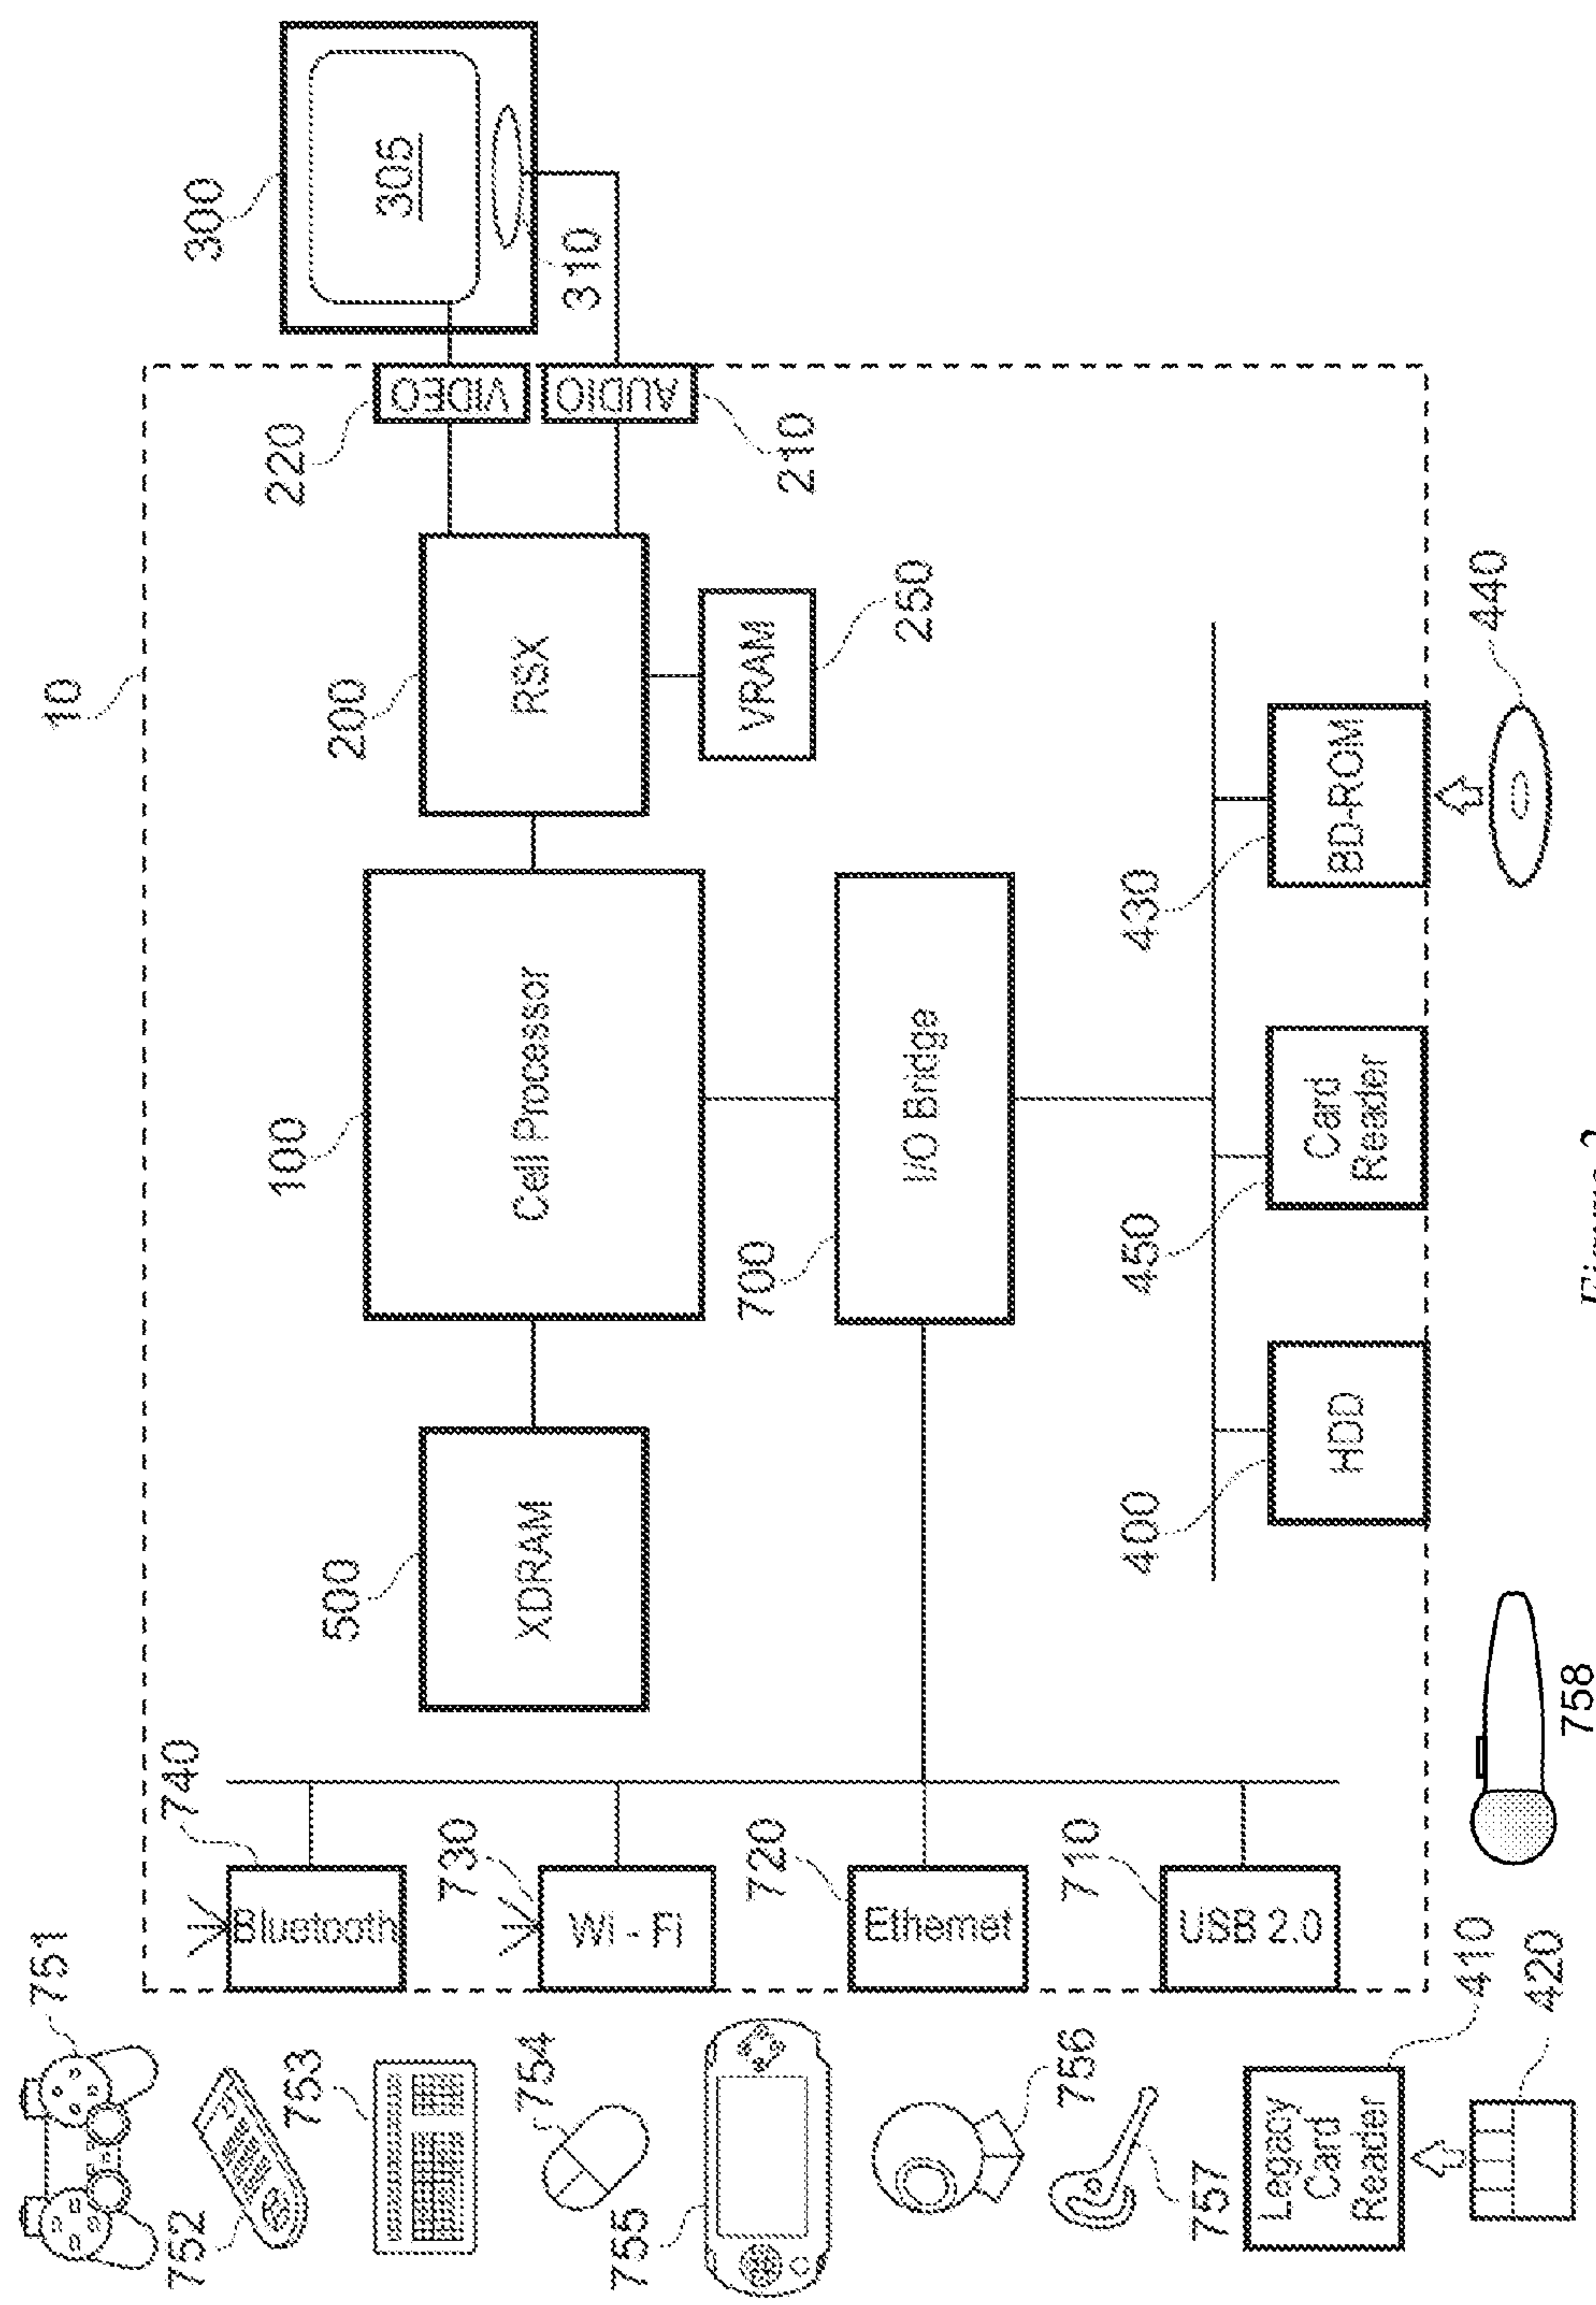 751
752
753
754
755
756
757
Legacy
Card
Reader
410
420
758
10
740
Bluetooth
730
Wi - Fi
720
Ethernet
710
USB 2.0
500
XDRAM
100
Cell Processor
200
RSX
220
VIDEO
AUDIO
210
300
305
310
VRAM
250
700
I/O Bridge
400
HDD
450
Card
Reader
430
BD-ROM
440